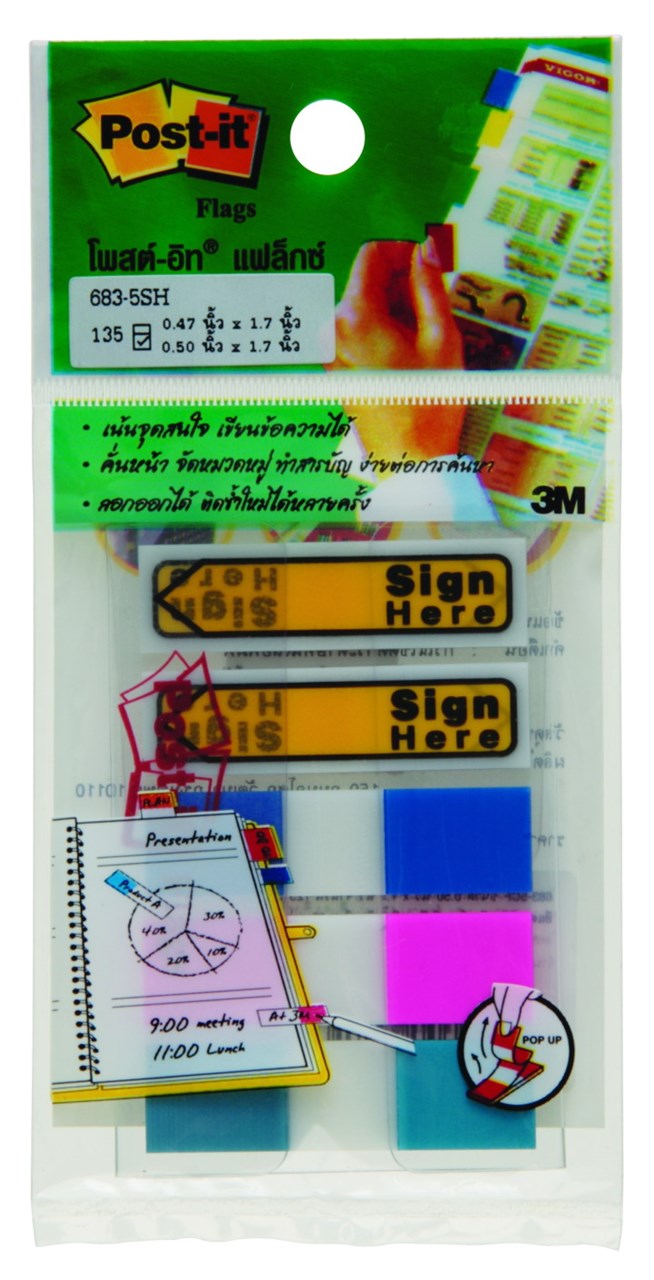 Post-it®
Flags
โพสต์-อิท® แฟล็กซ์
683-5SH
135 0.47 นิ้ว x 1.7 นิ้ว
0.50 นิ้ว x 1.7 นิ้ว
VIGOR
• เน้นจุดสนใจ เขียนข้อความได้
• คั่นหน้า จัดหมวดหมู่ ทำสารบัญ ง่ายต่อการค้นหา
• ลอกออกได้ ติดซ้ำใหม่ได้หลายครั้ง
3M
Sign
Here
Sign
Here
Post
PLAN
Presentation
Product A
40%
30%
20%
10%
9:00 meeting
11:00 Lunch
At 3M
POP UP